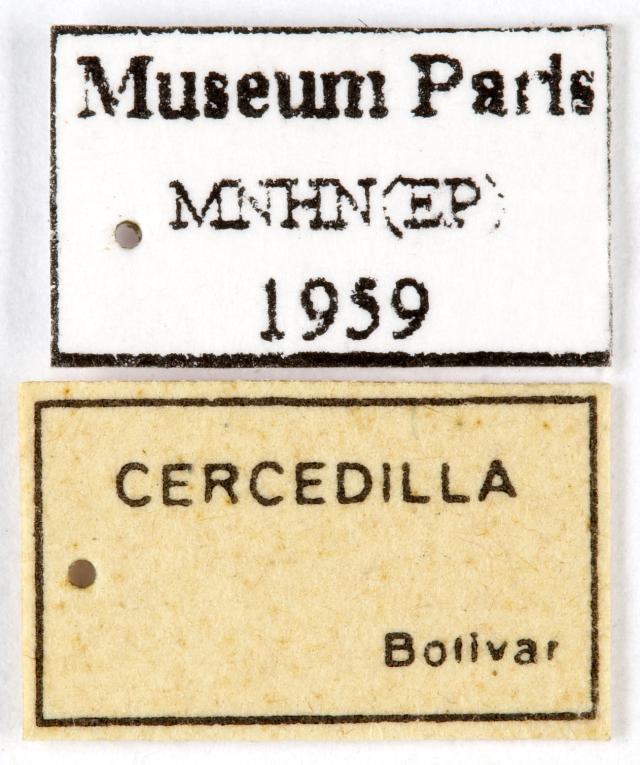 Museum Paris
MNHN(EP)
1959
CERCEDILLA
Bolivar